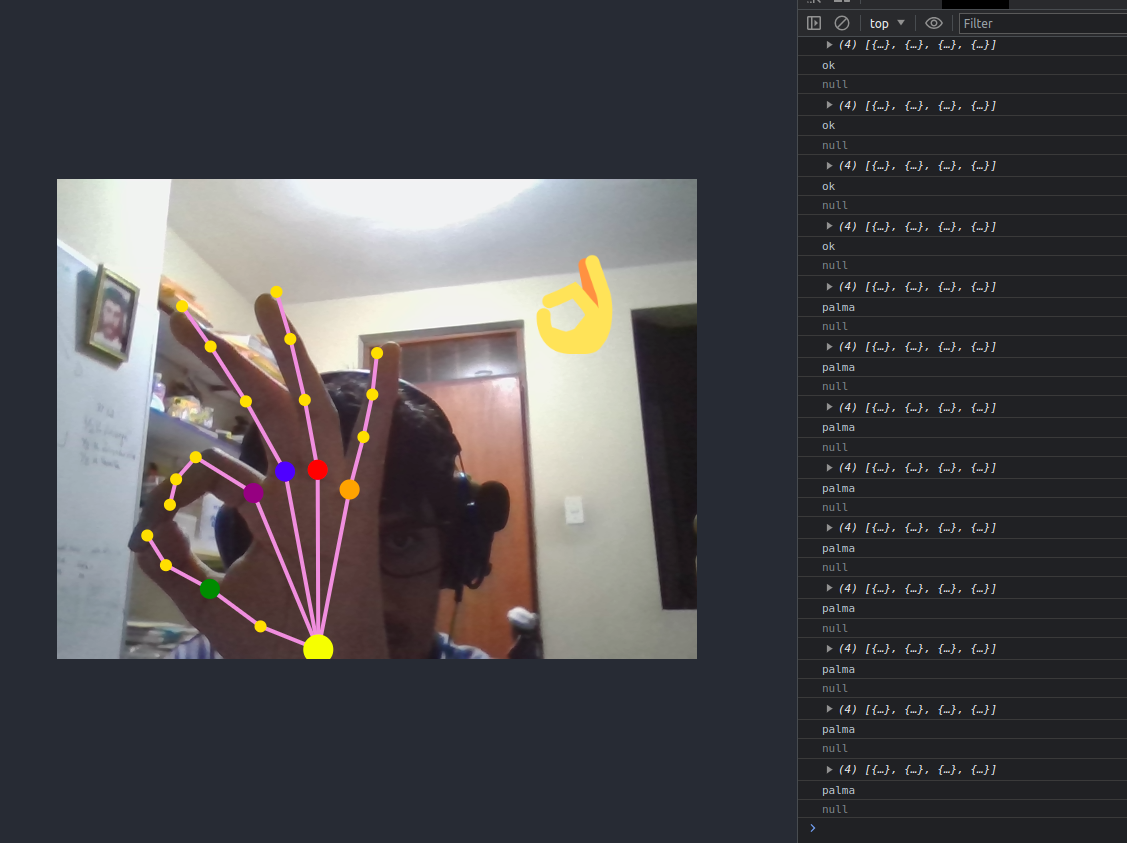 top ▼ Filter
▶ (4) [{…}, {…}, {…}, {…}]
ok
null
▶ (4) [{…}, {…}, {…}, {…}]
ok
null
▶ (4) [{…}, {…}, {…}, {…}]
ok
null
▶ (4) [{…}, {…}, {…}, {…}]
ok
null
▶ (4) [{…}, {…}, {…}, {…}]
palma
null
▶ (4) [{…}, {…}, {…}, {…}]
palma
null
▶ (4) [{…}, {…}, {…}, {…}]
palma
null
▶ (4) [{…}, {…}, {…}, {…}]
palma
null
▶ (4) [{…}, {…}, {…}, {…}]
palma
null
▶ (4) [{…}, {…}, {…}, {…}]
palma
null
▶ (4) [{…}, {…}, {…}, {…}]
palma
null
▶ (4) [{…}, {…}, {…}, {…}]
palma
null
▶ (4) [{…}, {…}, {…}, {…}]
palma
null
>